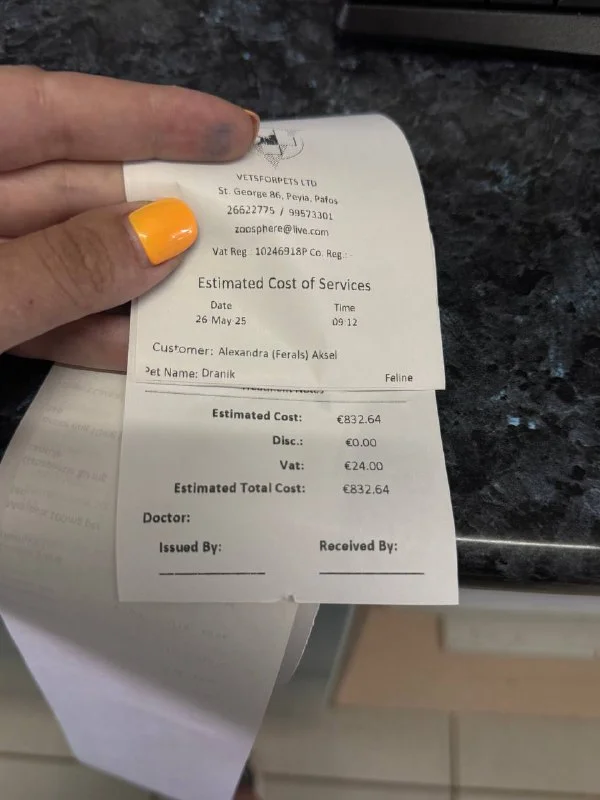 VETSFORPETS LTD
St. George 86, Peyia, Pafos
26622775 / 99573301
zoosphere@live.com
Vat Reg. 10246918P Co. Reg.:
Estimated Cost of Services
Date Time
26 May 25 09:12
Customer: Alexandra (Ferals) Aksel
Pet Name: Dranik Feline
Treatment Notes
Estimated Cost: €832.64
Disc.: €0.00
Vat: €24.00
Estimated Total Cost: €832.64
Doctor:
Issued By: Received By: